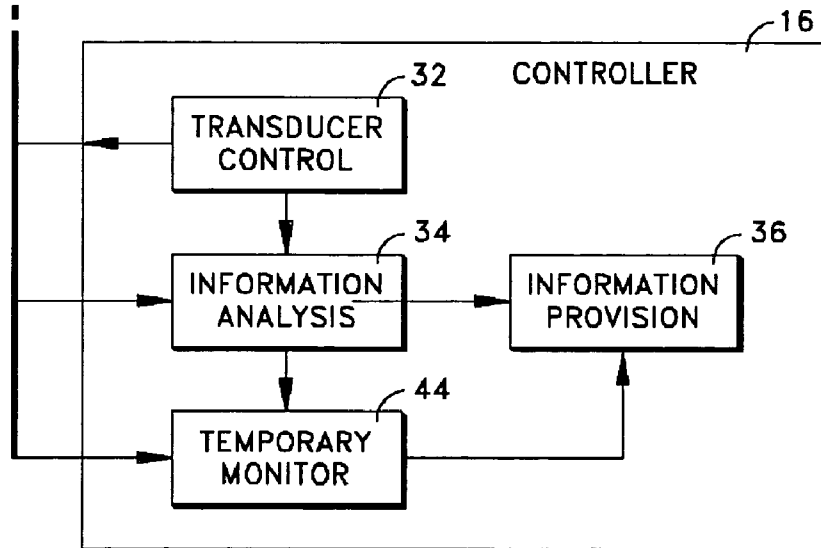 16
CONTROLLER
32
TRANSDUCER
CONTROL
34
INFORMATION
ANALYSIS
36
INFORMATION
PROVISION
44
TEMPORARY
MONITOR